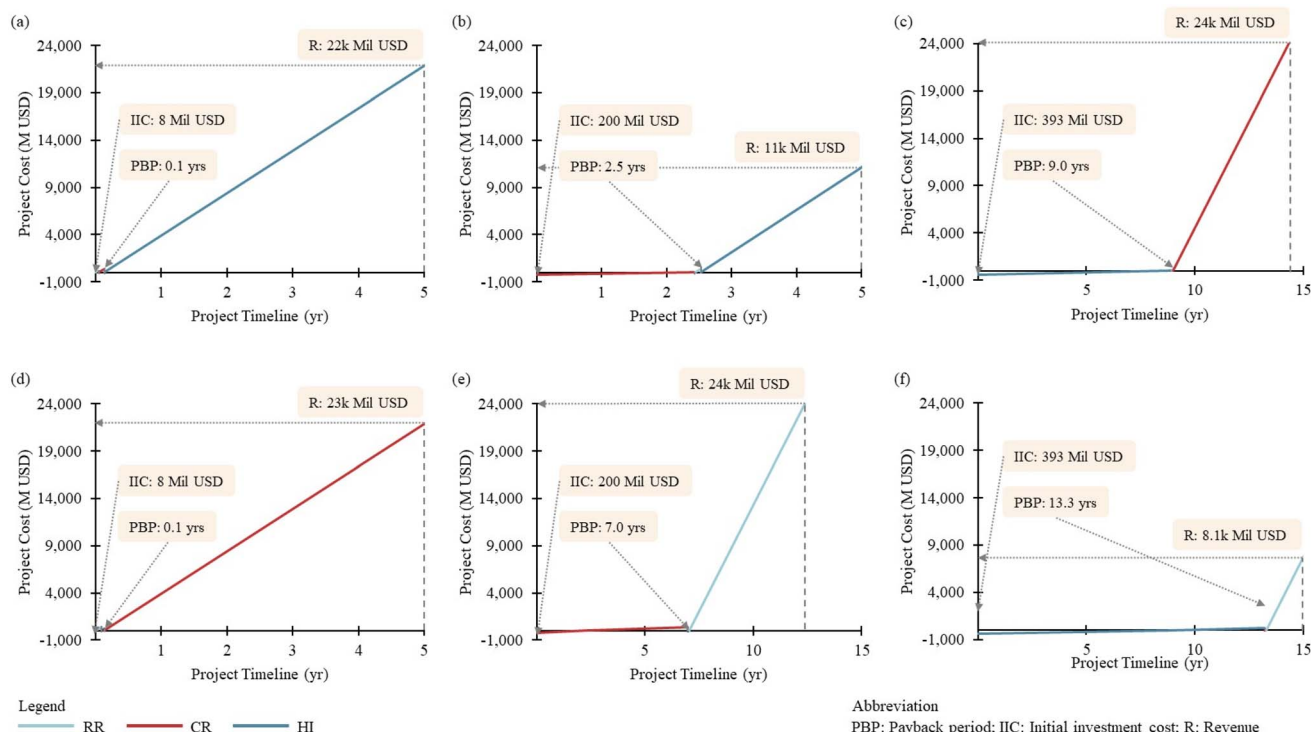 (a)
24,000
19,000
14,000
9,000
4,000
-1,000
Project Cost (M USD)
R: 22k Mil USD
IIC: 8 Mil USD
PBP: 0.1 yrs
1 2 3 4 5
Project Timeline (yr)
(b)
24,000
19,000
14,000
9,000
4,000
-1,000
Project Cost (M USD)
IIC: 200 Mil USD
R: 11k Mil USD
PBP: 2.5 yrs
1 2 3 4 5
Project Timeline (yr)
(c)
24,000
19,000
14,000
9,000
4,000
-1,000
Project Cost (M USD)
R: 24k Mil USD
IIC: 393 Mil USD
PBP: 9.0 yrs
5 10 15
Project Timeline (yr)
(d)
24,000
19,000
14,000
9,000
4,000
-1,000
Project Cost (M USD)
R: 23k Mil USD
IIC: 8 Mil USD
PBP: 0.1 yrs
1 2 3 4 5
Project Timeline (yr)
(e)
24,000
19,000
14,000
9,000
4,000
-1,000
Project Cost (M USD)
R: 24k Mil USD
IIC: 200 Mil USD
PBP: 7.0 yrs
5 10 15
Project Timeline (yr)
(f)
24,000
19,000
14,000
9,000
4,000
-1,000
Project Cost (M USD)
IIC: 393 Mil USD
PBP: 13.3 yrs
R: 8.1k Mil USD
5 10 15
Project Timeline (yr)
Legend
RR CR HI
Abbreviation
PBP: Payback period; IIC: Initial investment cost; R: Revenue